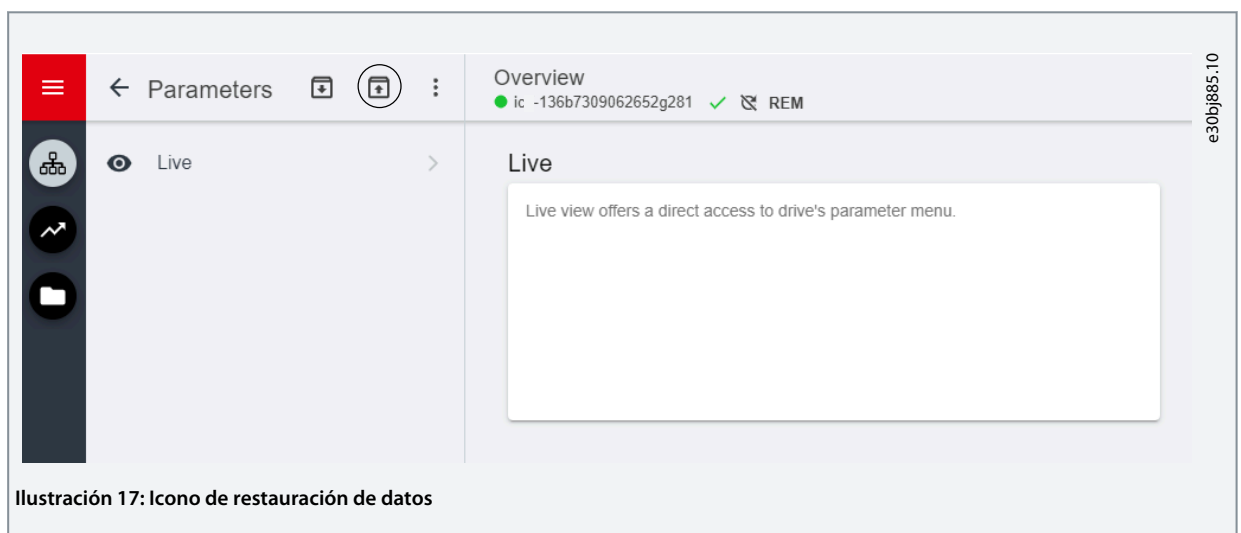 Parameters
Overview
ic -136b7309062652g281 REM
Live
Live
Live view offers a direct access to drive's parameter menu.
e30bj885.10
Ilustración 17: Icono de restauración de datos